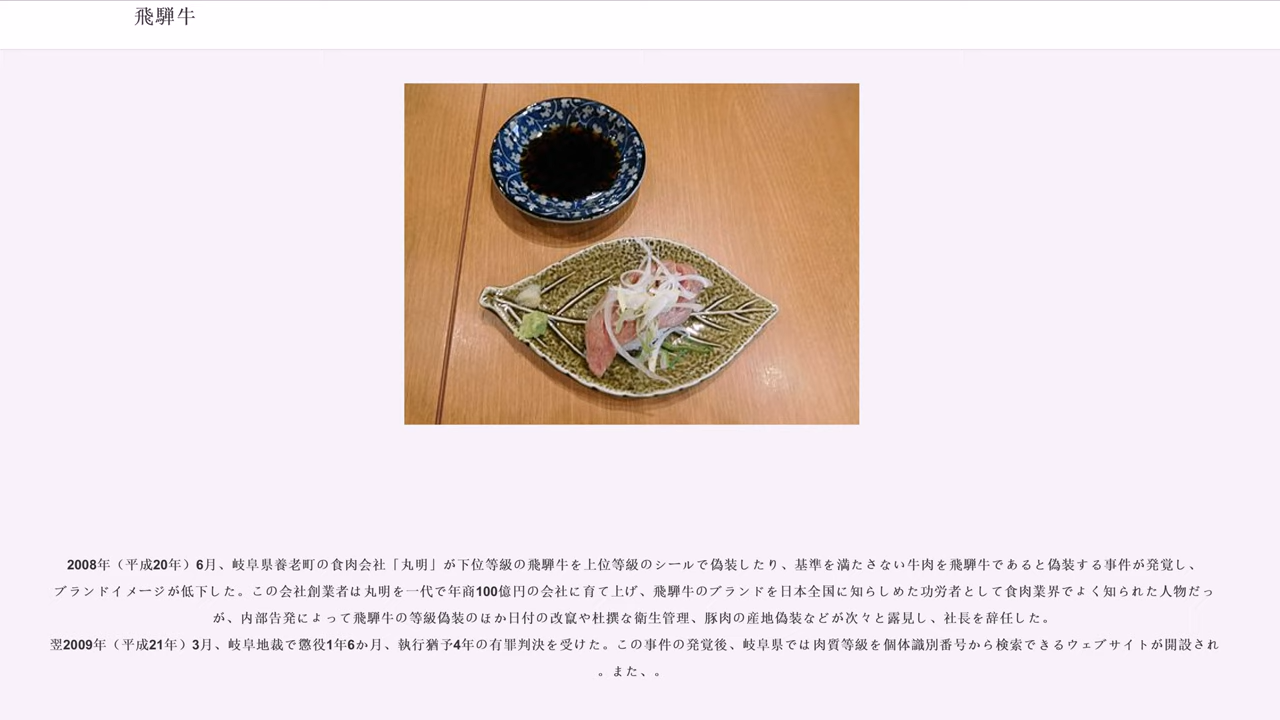 飛騨牛
2008年（平成20年）6月、岐阜県養老町の食肉会社「丸明」が下位等級の飛騨牛を上位等級のシールで偽装したり、基準を満たさない牛肉を飛騨牛であると偽装する事件が発覚し、
ブランドイメージが低下した。この会社創業者は丸明を一代で年商100億円の会社に育て上げ、飛騨牛のブランドを日本全国に知らしめた功労者として食肉業界でよく知られた人物だっ
が、内部告発によって飛騨牛の等級偽装のほか日付の改竄や杜撰な衛生管理、豚肉の産地偽装などが次々と露見し、社長を辞任した。
翌2009年（平成21年）3月、岐阜地裁で懲役1年6か月、執行猶予4年の有罪判決を受けた。この事件の発覚後、岐阜県では肉質等級を個体識別番号から検索できるウェブサイトが開設され
。また、。